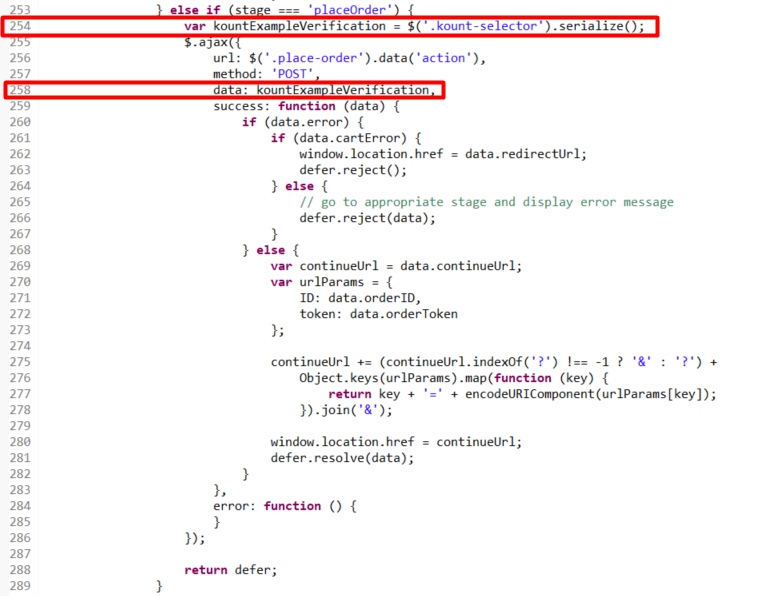 253 } else if (stage === 'placeOrder') {
254 var kountExampleVerification = $('.kount-selector').serialize();
255 $.ajax({
256 url: $('.place-order').data('action'),
257 method: 'POST',
258 data: kountExampleVerification,
259 success: function (data) {
260 if (data.error) {
261 if (data.cartError) {
262 window.location.href = data.redirectUrl;
263 defer.reject();
264 } else {
265 // go to appropriate stage and display error message
266 defer.reject(data);
267 }
268 } else {
269 var continueUrl = data.continueUrl;
270 var urlParams = {
271 ID: data.orderID,
272 token: data.orderToken
273 };
274
275 continueUrl += (continueUrl.indexOf('?') !== -1 ? '&' : '?') +
276 Object.keys(urlParams).map(function (key) {
277 return key + '=' + encodeURIComponent(urlParams[key]);
278 }).join('&');
279
280 window.location.href = continueUrl;
281 defer.resolve(data);
282 }
283 },
284 error: function () {
285 }
286 });
287
288 return defer;
289 }